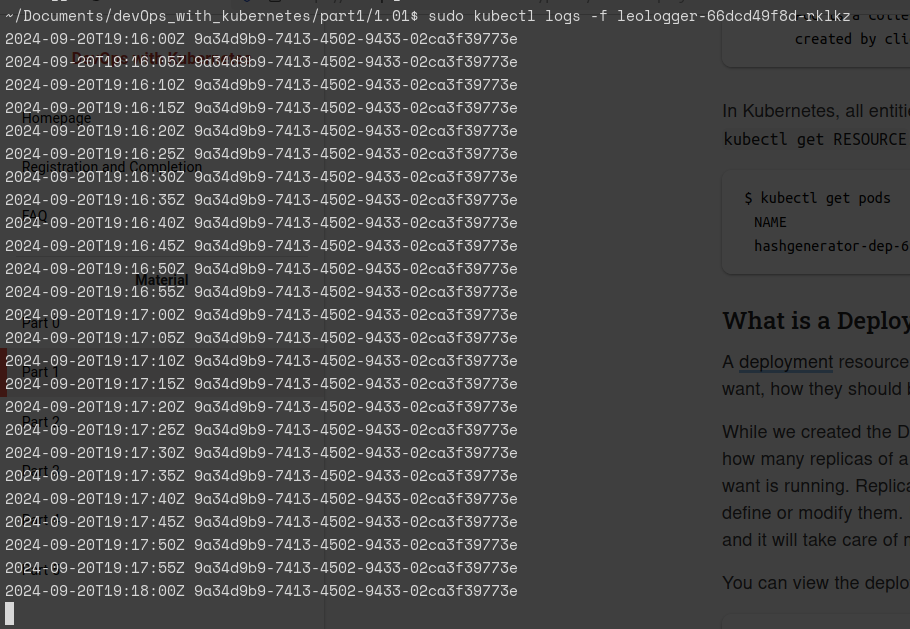 ~/Documents/devOps_with_kubernetes/part1/1.01$ sudo kubectl logs -f leologger-66dcd49f8d-rklkz
2024-09-20T19:16:00Z 9a34d9b9-7413-4502-9433-02ca3f39773e
2024-09-20T19:16:05Z 9a34d9b9-7413-4502-9433-02ca3f39773e
2024-09-20T19:16:10Z 9a34d9b9-7413-4502-9433-02ca3f39773e
2024-09-20T19:16:15Z 9a34d9b9-7413-4502-9433-02ca3f39773e
2024-09-20T19:16:20Z 9a34d9b9-7413-4502-9433-02ca3f39773e
2024-09-20T19:16:25Z 9a34d9b9-7413-4502-9433-02ca3f39773e
2024-09-20T19:16:30Z 9a34d9b9-7413-4502-9433-02ca3f39773e
2024-09-20T19:16:35Z 9a34d9b9-7413-4502-9433-02ca3f39773e
2024-09-20T19:16:40Z 9a34d9b9-7413-4502-9433-02ca3f39773e
2024-09-20T19:16:45Z 9a34d9b9-7413-4502-9433-02ca3f39773e
2024-09-20T19:16:50Z 9a34d9b9-7413-4502-9433-02ca3f39773e
2024-09-20T19:16:55Z 9a34d9b9-7413-4502-9433-02ca3f39773e
2024-09-20T19:17:00Z 9a34d9b9-7413-4502-9433-02ca3f39773e
2024-09-20T19:17:05Z 9a34d9b9-7413-4502-9433-02ca3f39773e
2024-09-20T19:17:10Z 9a34d9b9-7413-4502-9433-02ca3f39773e
2024-09-20T19:17:15Z 9a34d9b9-7413-4502-9433-02ca3f39773e
2024-09-20T19:17:20Z 9a34d9b9-7413-4502-9433-02ca3f39773e
2024-09-20T19:17:25Z 9a34d9b9-7413-4502-9433-02ca3f39773e
2024-09-20T19:17:30Z 9a34d9b9-7413-4502-9433-02ca3f39773e
2024-09-20T19:17:35Z 9a34d9b9-7413-4502-9433-02ca3f39773e
2024-09-20T19:17:40Z 9a34d9b9-7413-4502-9433-02ca3f39773e
2024-09-20T19:17:45Z 9a34d9b9-7413-4502-9433-02ca3f39773e
2024-09-20T19:17:50Z 9a34d9b9-7413-4502-9433-02ca3f39773e
2024-09-20T19:17:55Z 9a34d9b9-7413-4502-9433-02ca3f39773e
2024-09-20T19:18:00Z 9a34d9b9-7413-4502-9433-02ca3f39773e
DevOps with Kubernetes
Homepage
Registration and Completion
FAQ
Material
Part 0
Part 1
Part 2
created by cli
In Kubernetes, all entiti
kubectl get RESOURCE
$ kubectl get pods
NAME
hashgenerator-dep-6
What is a Deploy
A deployment resource
want, how they should b
While we created the D
how many replicas of a
want is running. Replica
define or modify them.
and it will take care of m
You can view the deplo